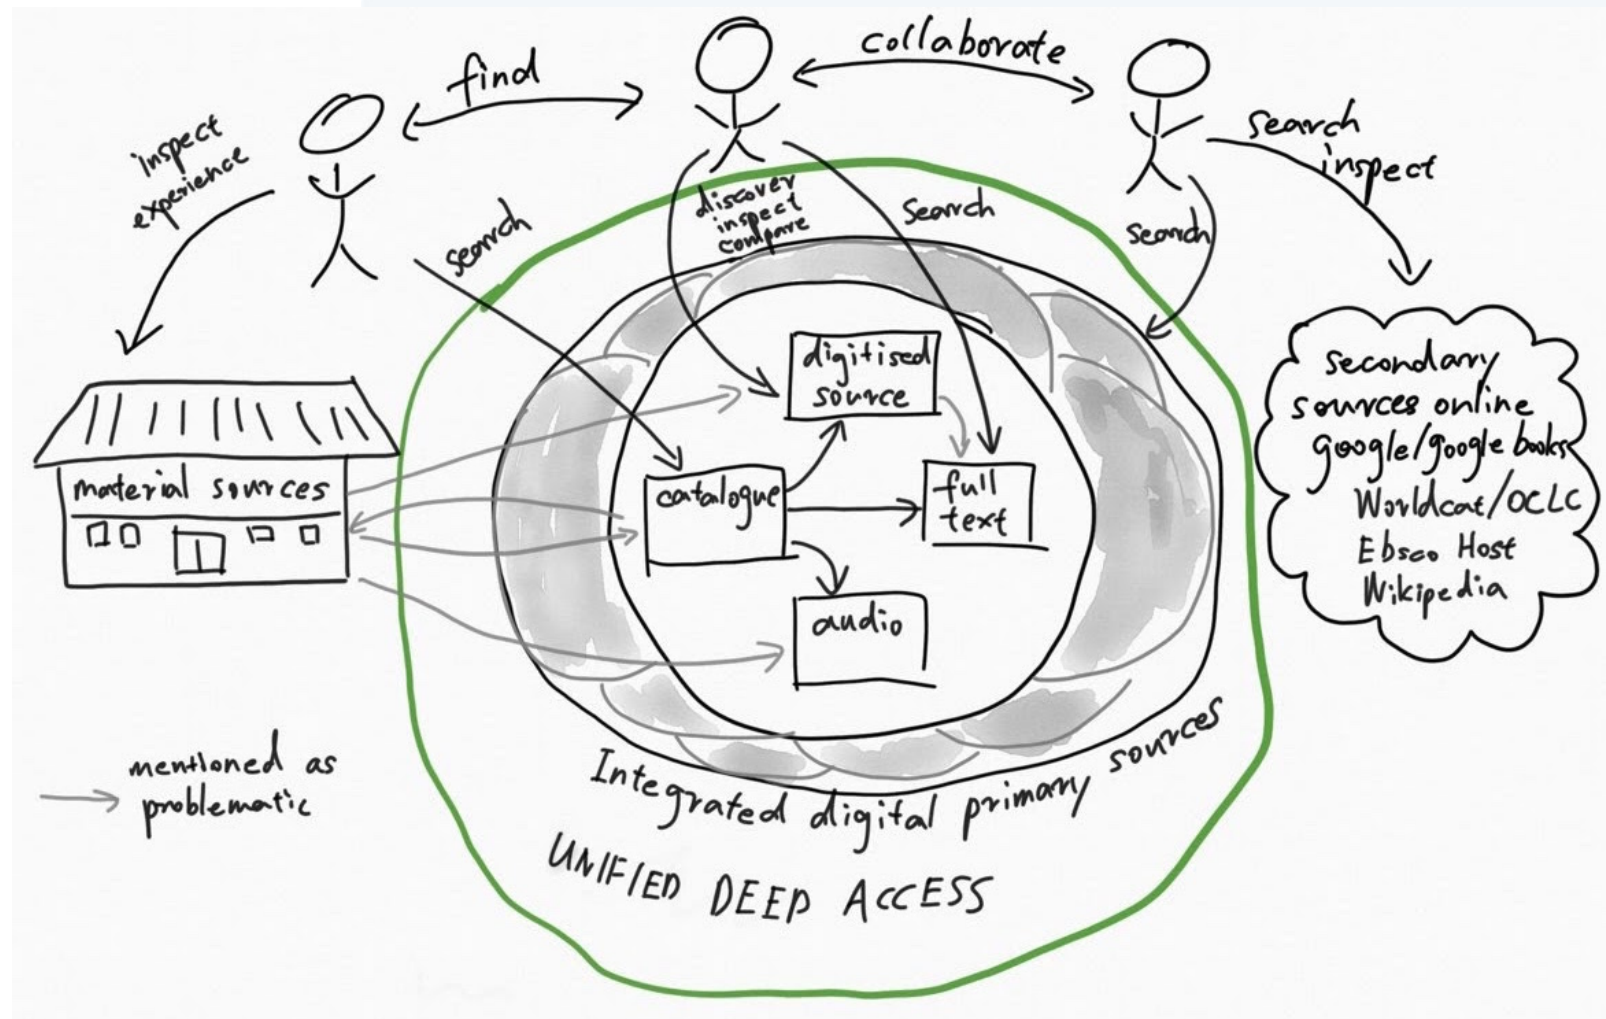 find
collaborate
inspect
experience
search
inspect
search
discover
inspect
compare
search
search
digitised
source
secondary
sources online
google/google books
Worldcat/OCLC
Ebsco Host
Wikipedia
material sources
catalogue
full
text
audio
mentioned as
problematic
Integrated digital primary sources
UNIFIED DEEP ACCESS